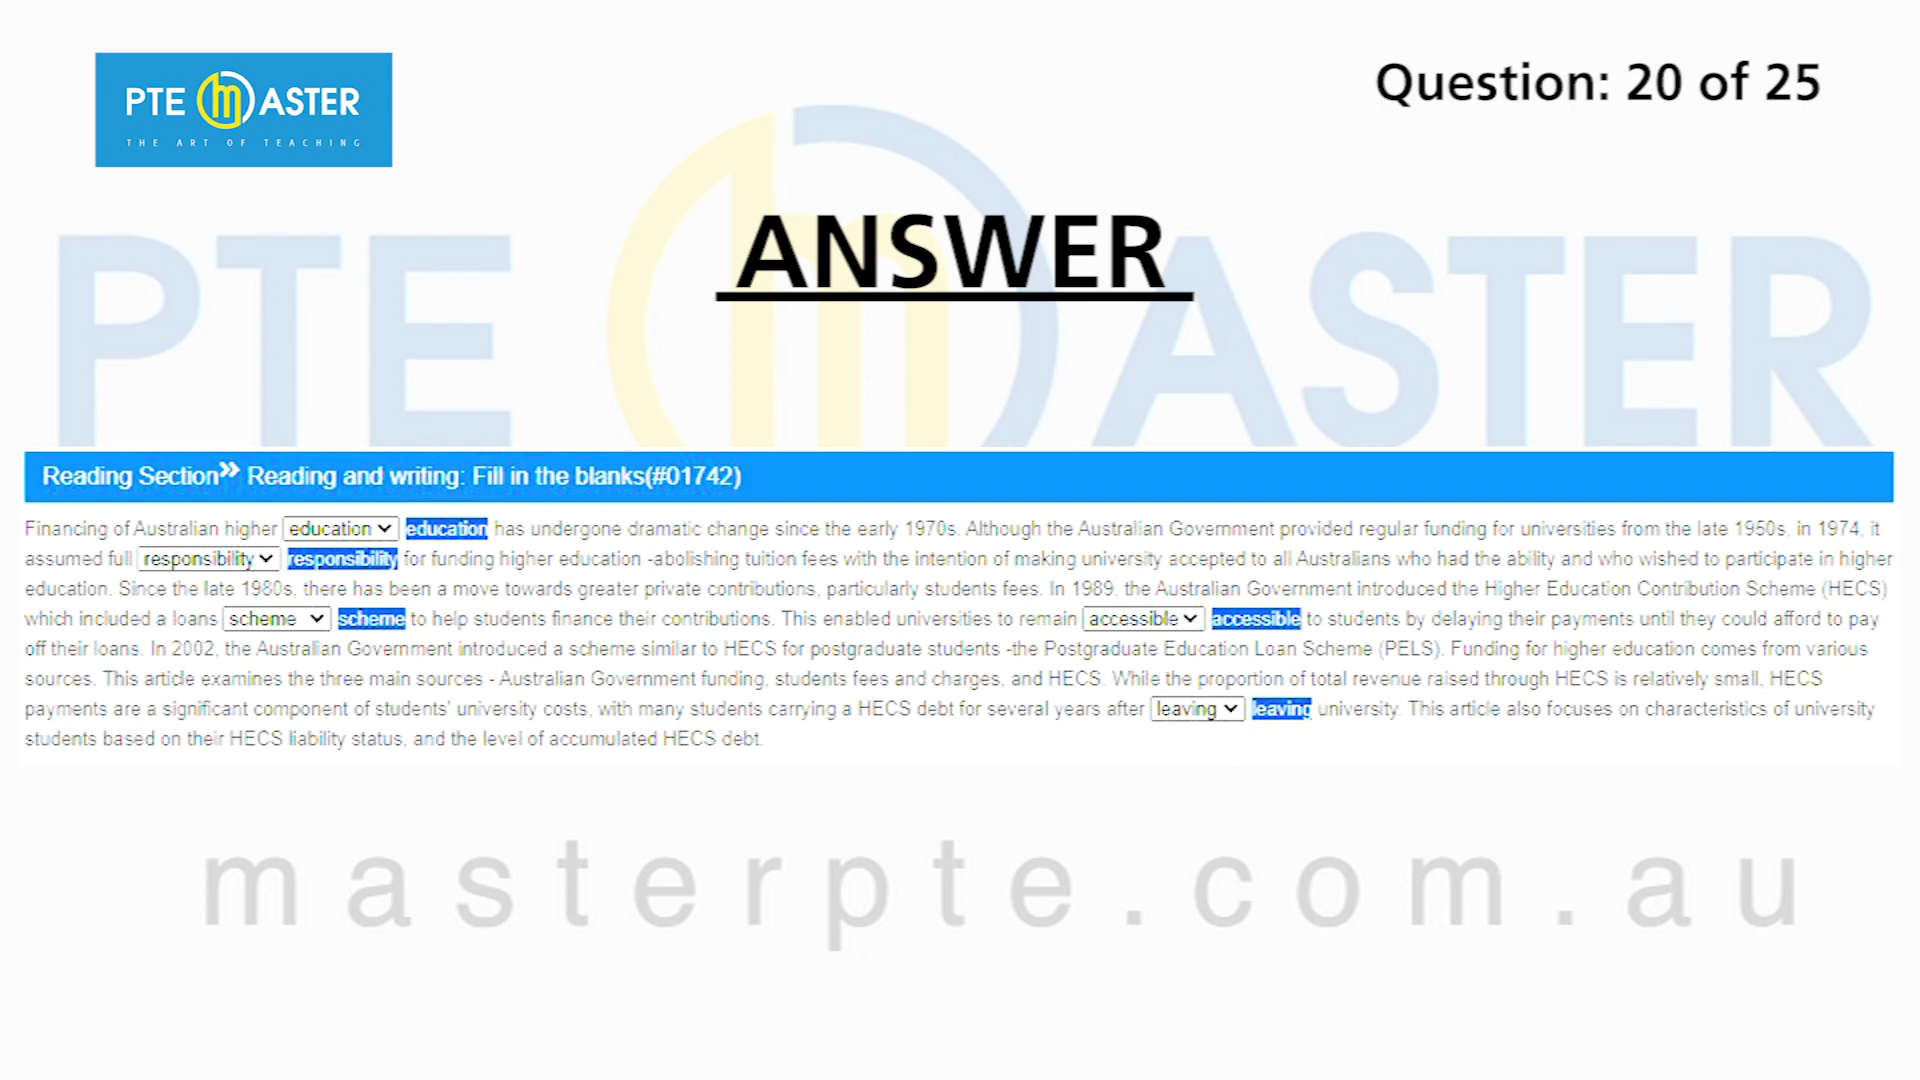 PTE MASTER
THE ART OF TEACHING
Question: 20 of 25
PTE MASTER
ANSWER
Reading Section» Reading and writing: Fill in the blanks(#01742)
Financing of Australian higher education education has undergone dramatic change since the early 1970s. Although the Australian Government provided regular funding for universities from the late 1950s, in 1974, it
assumed full responsibility responsibility for funding higher education -abolishing tuition fees with the intention of making university accepted to all Australians who had the ability and who wished to participate in higher
education. Since the late 1980s, there has been a move towards greater private contributions, particularly students fees. In 1989, the Australian Government introduced the Higher Education Contribution Scheme (HECS)
which included a loans scheme scheme to help students finance their contributions. This enabled universities to remain accessible accessible to students by delaying their payments until they could afford to pay
off their loans. In 2002, the Australian Government introduced a scheme similar to HECS for postgraduate students -the Postgraduate Education Loan Scheme (PELS). Funding for higher education comes from various
sources. This article examines the three main sources - Australian Government funding, students fees and charges, and HECS. While the proportion of total revenue raised through HECS is relatively small, HECS
payments are a significant component of students' university costs, with many students carrying a HECS debt for several years after leaving leaving university. This article also focuses on characteristics of university
students based on their HECS liability status, and the level of accumulated HECS debt.
masterpte.com.au